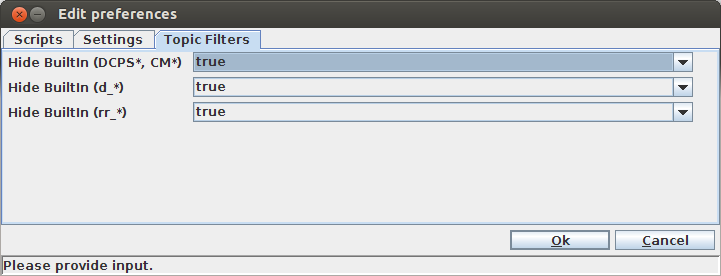 Edit preferences
Scripts Settings Topic Filters
Hide BuiltIn (DCPS*, CM*) true
Hide BuiltIn (d_*) true
Hide BuiltIn (rr_*) true
Ok Cancel
Please provide input.